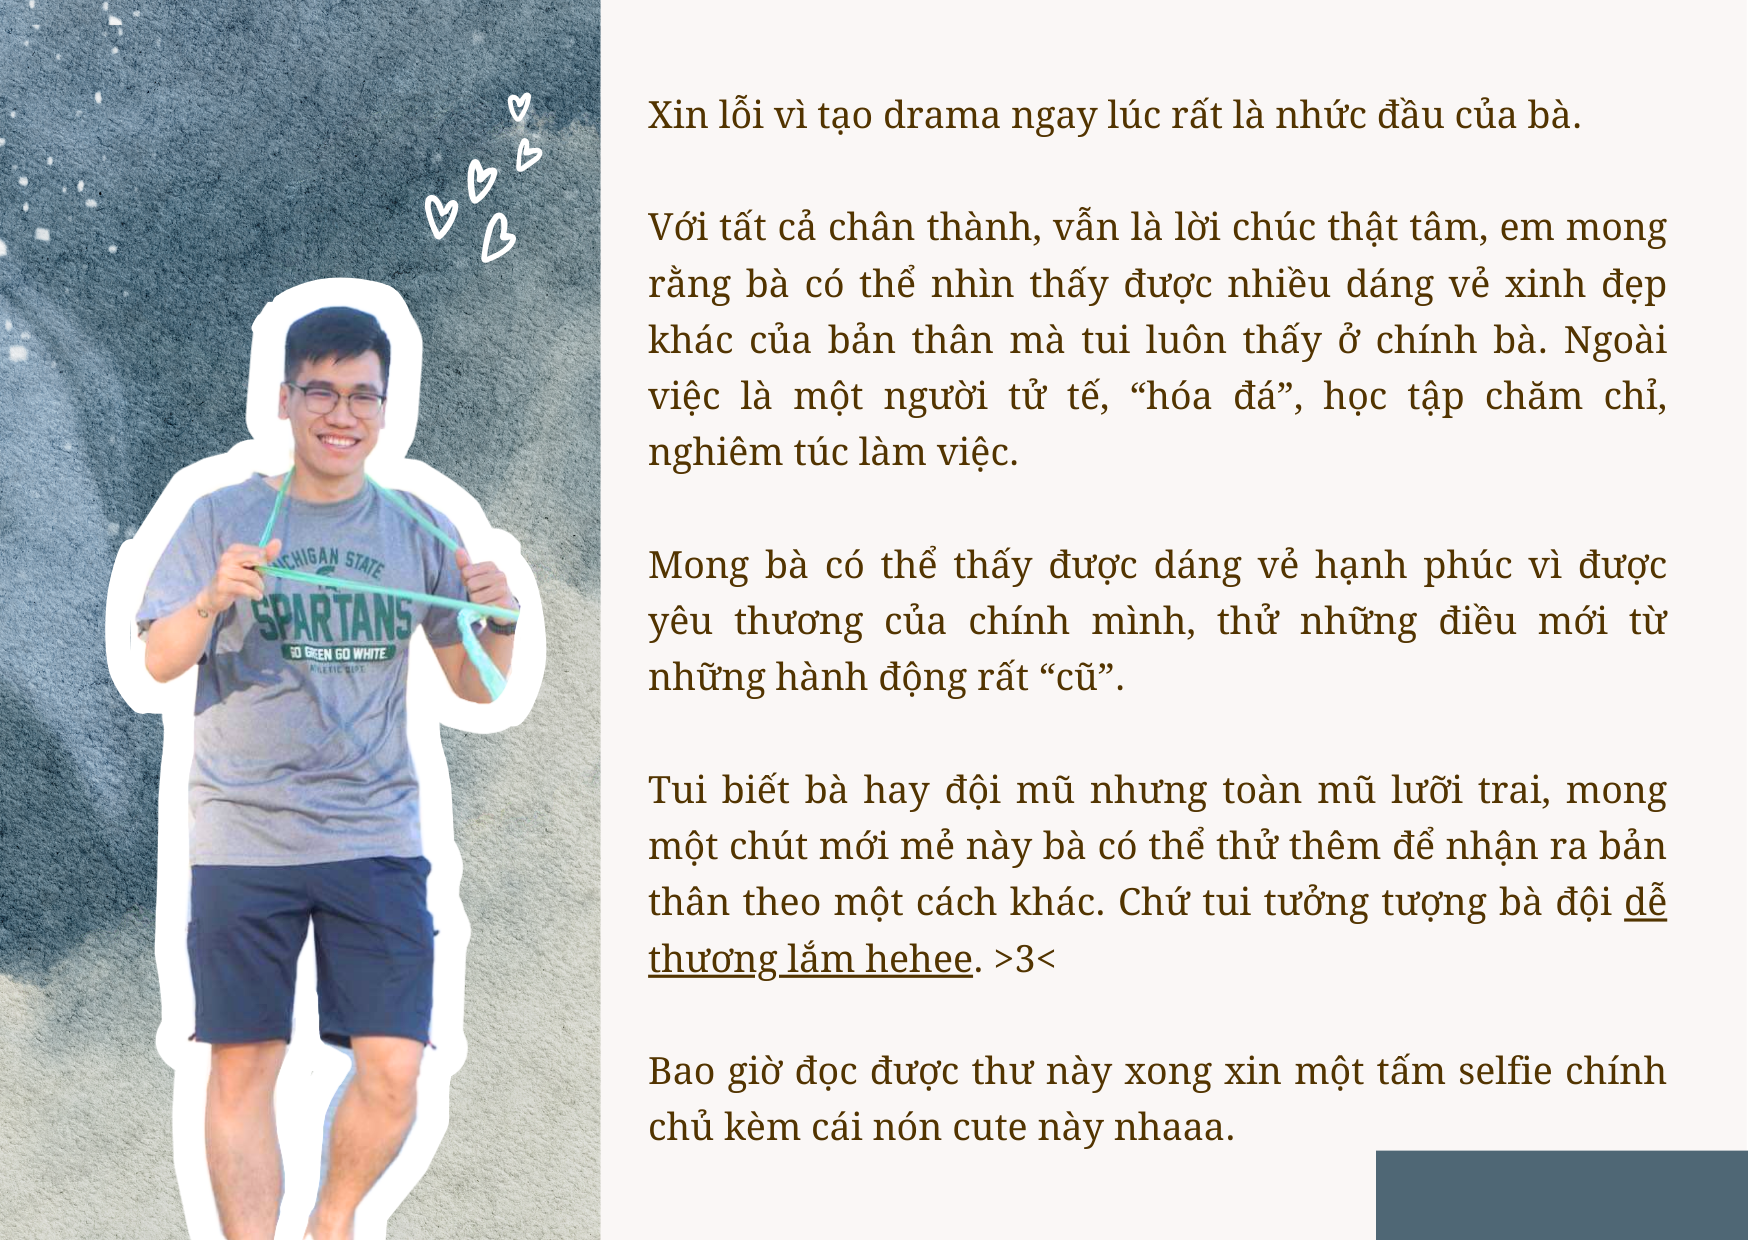 Xin lỗi vì tạo drama ngay lúc rất là nhức đầu của bà.
Với tất cả chân thành, vẫn là lời chúc thật tâm, em mong
rằng bà có thể nhìn thấy được nhiều dáng vẻ xinh đẹp
khác của bản thân mà tui luôn thấy ở chính bà. Ngoài
việc là một người tử tế, “hóa đá”, học tập chăm chỉ,
nghiêm túc làm việc.
Mong bà có thể thấy được dáng vẻ hạnh phúc vì được
yêu thương của chính mình, thử những điều mới từ
những hành động rất “cũ”.
Tui biết bà hay đội mũ nhưng toàn mũ lưỡi trai, mong
một chút mới mẻ này bà có thể thử thêm để nhận ra bản
thân theo một cách khác. Chứ tui tưởng tượng bà đội dễ
thương lắm hehee. >3<
Bao giờ đọc được thư này xong xin một tấm selfie chính
chủ kèm cái nón cute này nhaaa.
MICHIGAN STATE
SPARTANS
GO GREEN GO WHITE
ATHLETIC DEPT